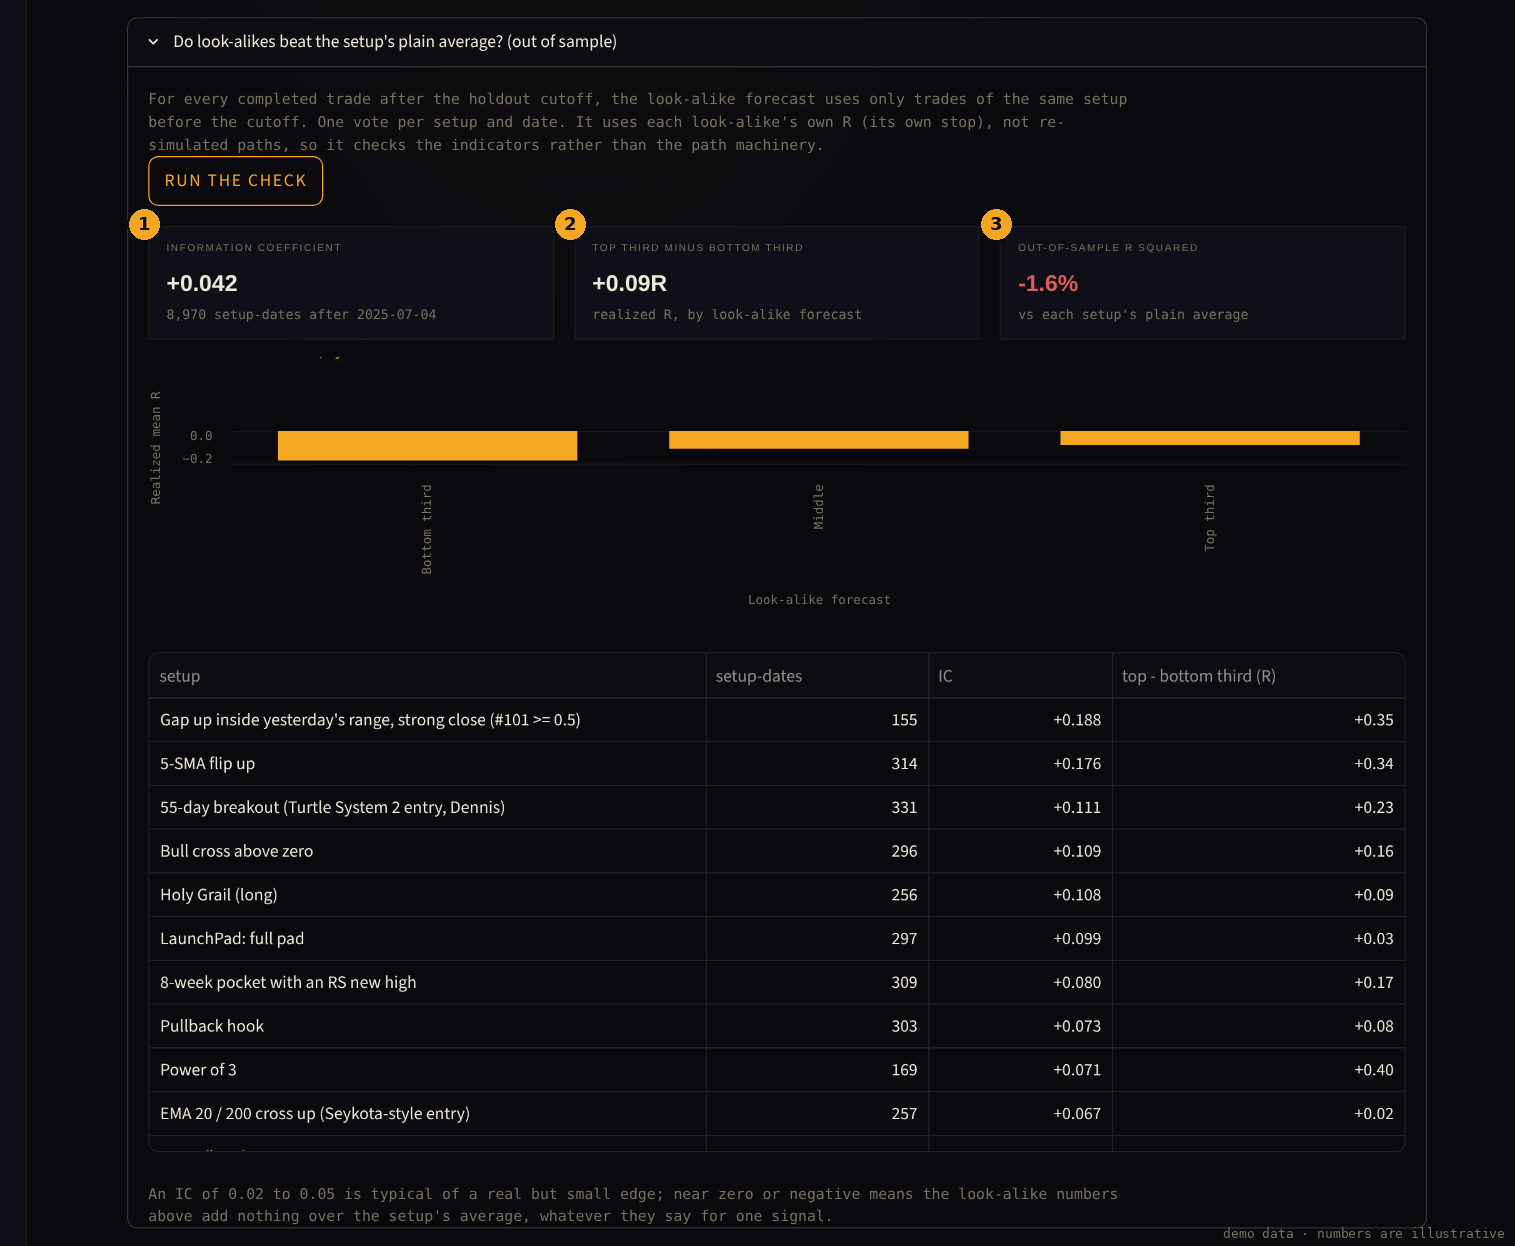 Do look-alikes beat the setup's plain average? (out of sample)
For every completed trade after the holdout cutoff, the look-alike forecast uses only trades of the same setup
before the cutoff. One vote per setup and date. It uses each look-alike's own R (its own stop), not re-
simulated paths, so it checks the indicators rather than the path machinery.
RUN THE CHECK
1 2 3
INFORMATION COEFFICIENT TOP THIRD MINUS BOTTOM THIRD OUT-OF-SAMPLE R SQUARED
+0.042 +0.09R -1.6%
8,970 setup-dates after 2025-07-04 realized R, by look-alike forecast vs each setup's plain average
Realized mean R
0.0
−0.2
Bottom third Middle Top third
Look-alike forecast
setup setup-dates IC top - bottom third (R)
Gap up inside yesterday's range, strong close (#101 >= 0.5) 155 +0.188 +0.35
5-SMA flip up 314 +0.176 +0.34
55-day breakout (Turtle System 2 entry, Dennis) 331 +0.111 +0.23
Bull cross above zero 296 +0.109 +0.16
Holy Grail (long) 256 +0.108 +0.09
LaunchPad: full pad 297 +0.099 +0.03
8-week pocket with an RS new high 309 +0.080 +0.17
Pullback hook 303 +0.073 +0.08
Power of 3 169 +0.071 +0.40
EMA 20 / 200 cross up (Seykota-style entry) 257 +0.067 +0.02
An IC of 0.02 to 0.05 is typical of a real but small edge; near zero or negative means the look-alike numbers
above add nothing over the setup's average, whatever they say for one signal.
demo data · numbers are illustrative